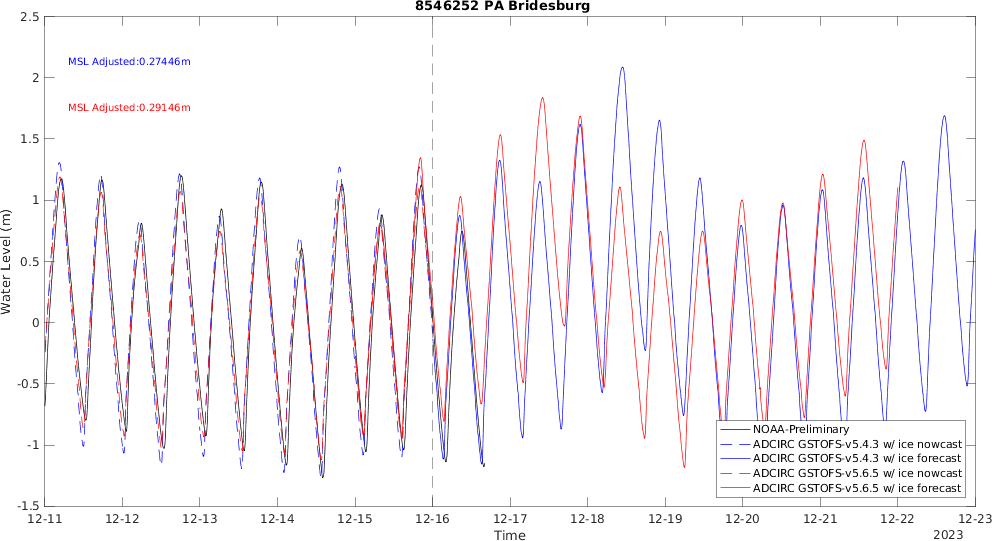 8546252 PA Bridesburg
2.5
MSL Adjusted:0.27446m
2
MSL Adjusted:0.29146m
1.5
1
0.5
0
-0.5
-1
-1.5
Water Level (m)
NOAA-Preliminary
ADCIRC GSTOFS-v5.4.3 w/ ice nowcast
ADCIRC GSTOFS-v5.4.3 w/ ice forecast
ADCIRC GSTOFS-v5.6.5 w/ ice nowcast
ADCIRC GSTOFS-v5.6.5 w/ ice forecast
12-11 12-12 12-13 12-14 12-15 12-16 12-17 12-18 12-19 12-20 12-21 12-22 12-23
Time
2023